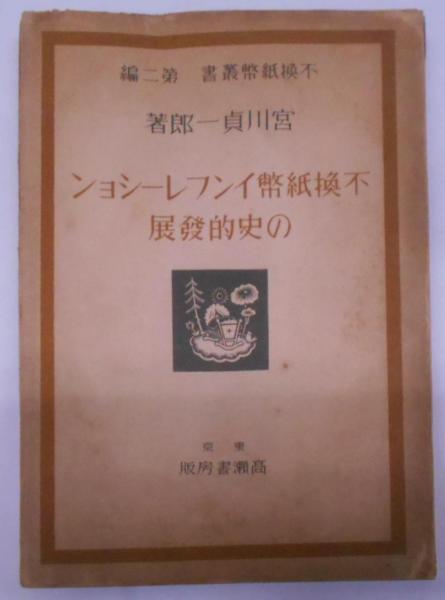 不換紙幣叢書 第二編
宮川貞一郎著
不換紙幣インフレーション
の史的發展
東京
高瀬書房版